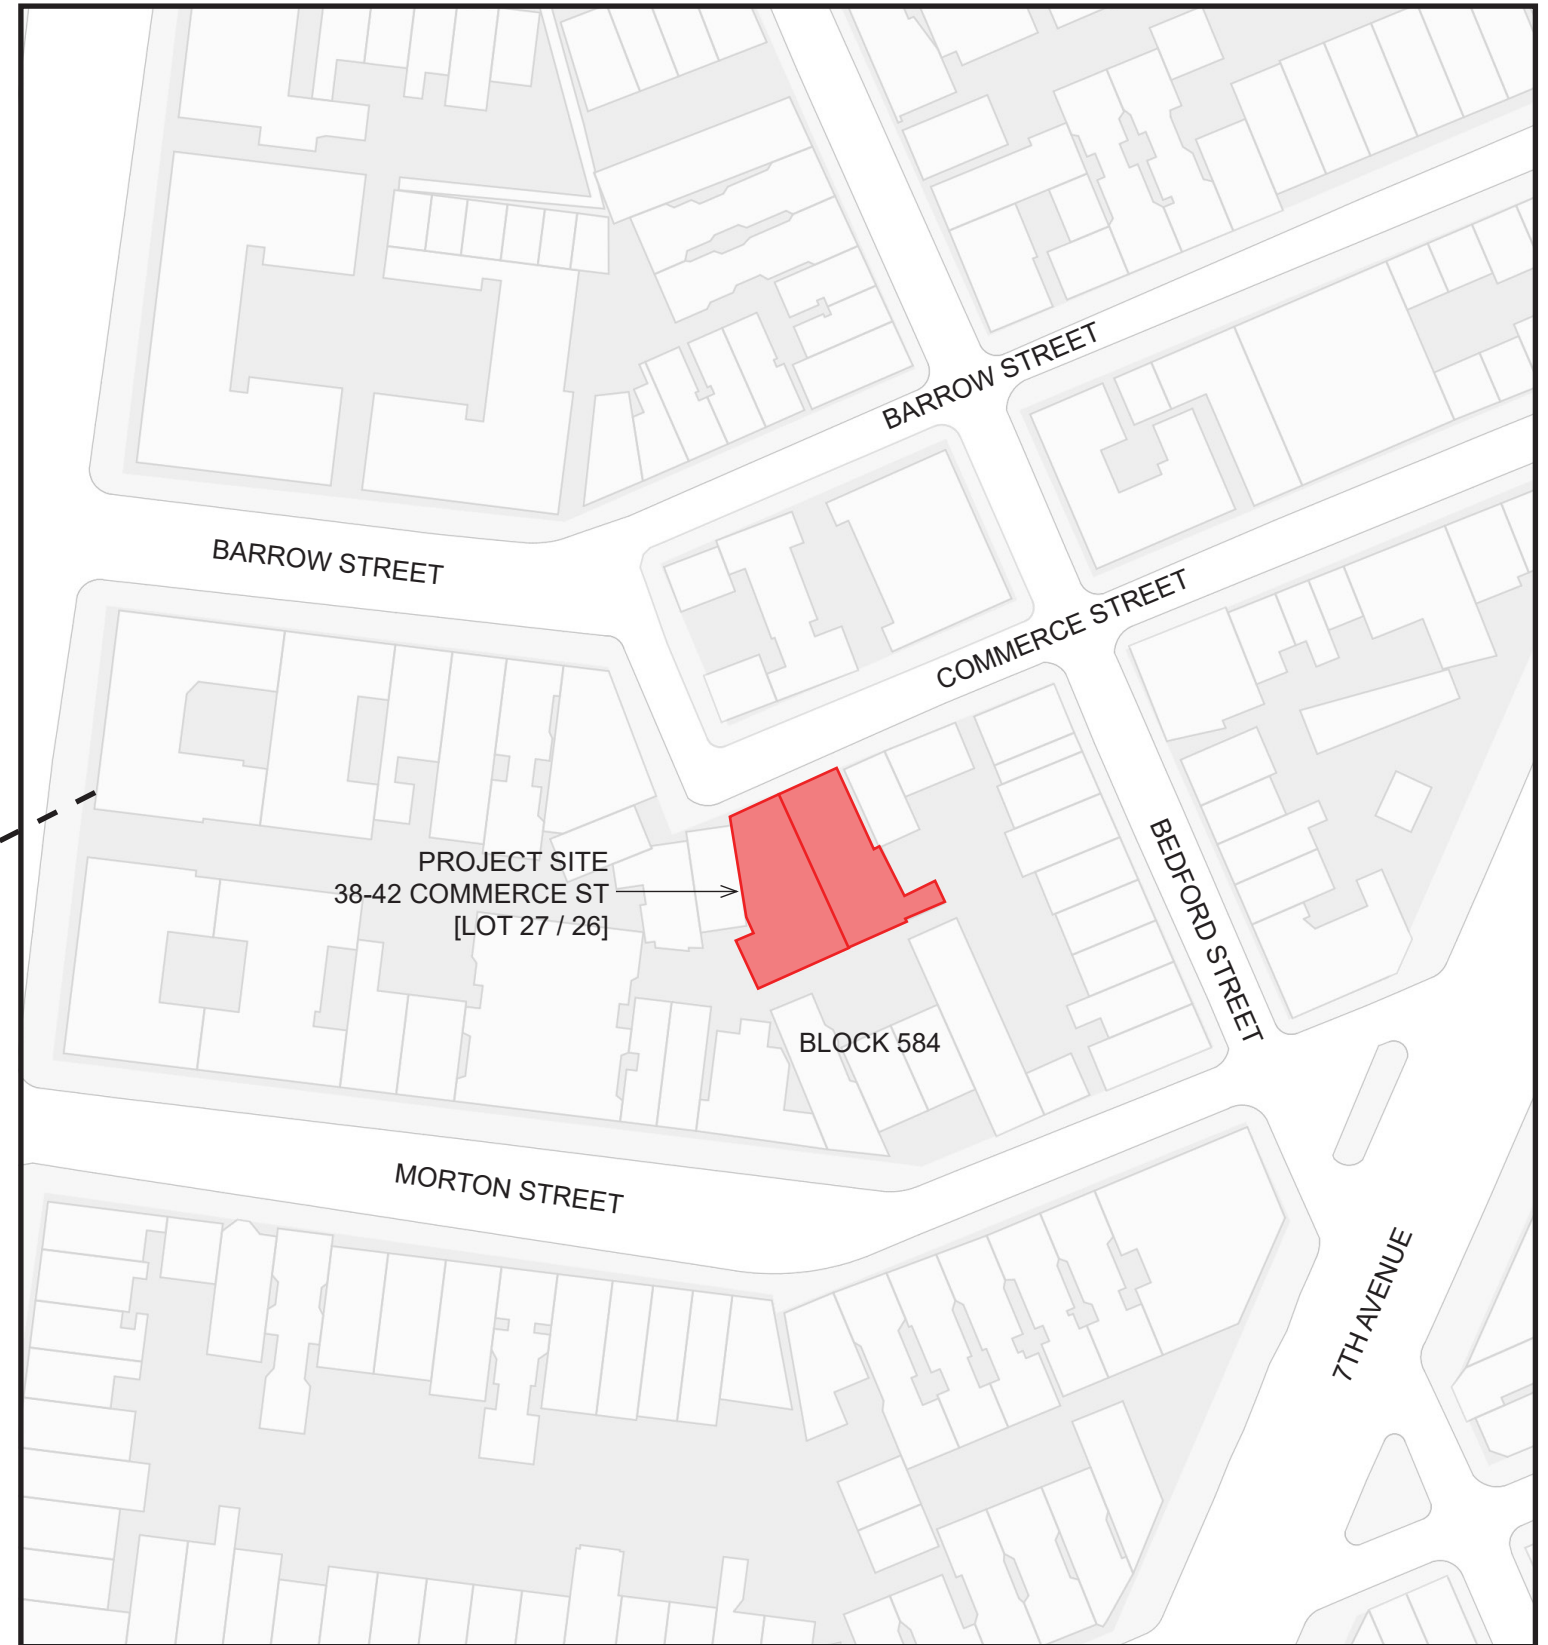 BARROW STREET
BARROW STREET
COMMERCE STREET
PROJECT SITE
38-42 COMMERCE ST
[LOT 27 / 26]
BEDFORD STREET
BLOCK 584
MORTON STREET
7TH AVENUE